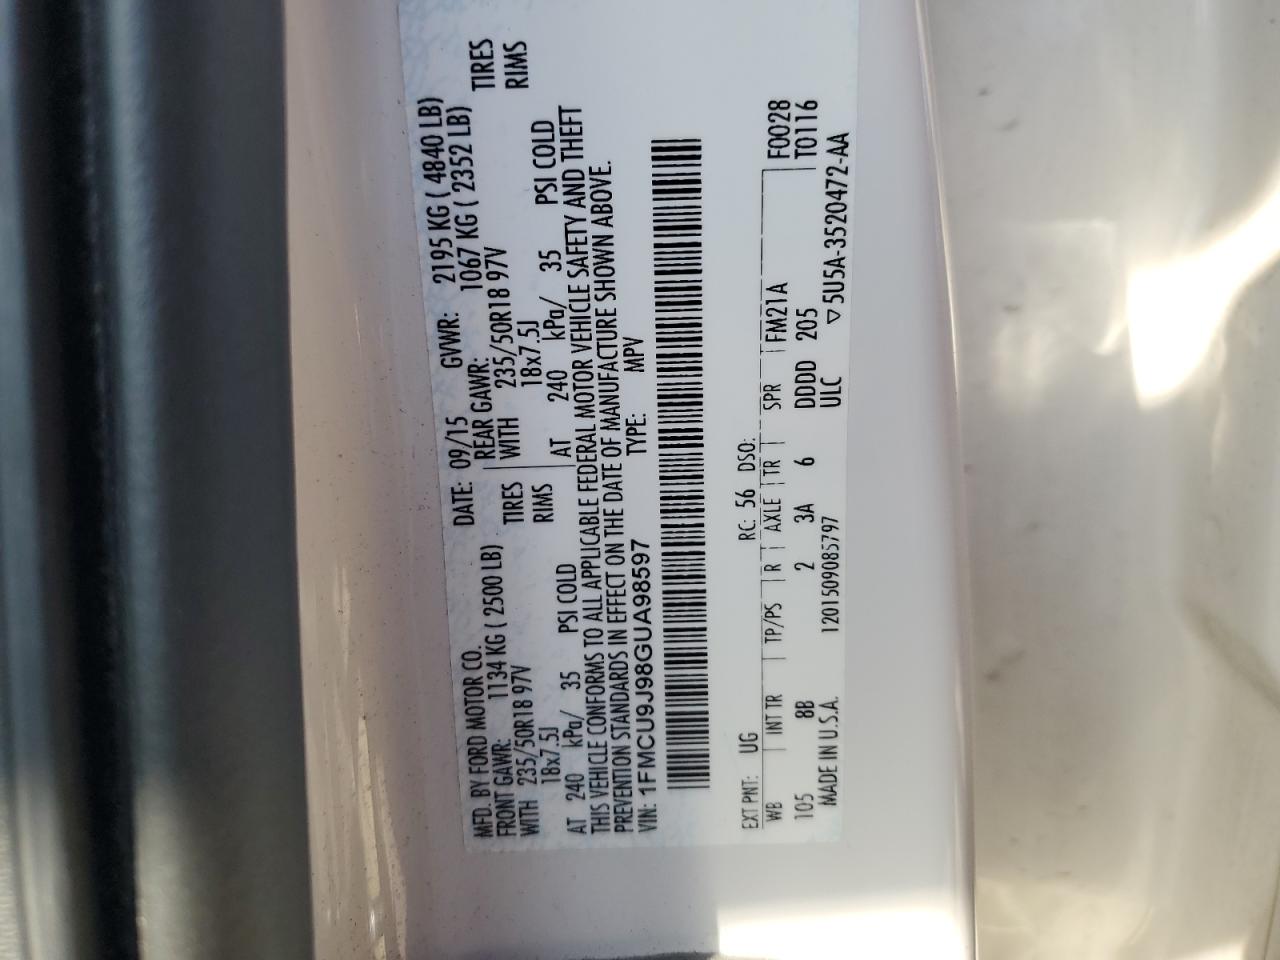 MFD. BY FORD MOTOR CO.
DATE: 09/15 GVWR: 2195 KG ( 4840 LB)
FRONT GAWR: 1134 KG ( 2500 LB) REAR GAWR: 1067 KG ( 2352 LB)
WITH 235/50R18 97V TIRES WITH 235/50R18 97V TIRES
18x7.5J RIMS 18x7.5J RIMS
AT 240 kPa/ 35 PSI COLD AT 240 kPa/ 35 PSI COLD
THIS VEHICLE CONFORMS TO ALL APPLICABLE FEDERAL MOTOR VEHICLE SAFETY AND THEFT
PREVENTION STANDARDS IN EFFECT ON THE DATE OF MANUFACTURE SHOWN ABOVE.
VIN: 1FMCU9J98GUA98597 TYPE: MPV
EXT PNT: UG RC: 56 DSO:
WB INT TR TP/PS R AXLE TR SPR FM21A F0028
105 8B 2 3A 6 DDDD 205 T0116
MADE IN U.S.A. 1201509085797 ULC ▽ 5U5A-3520472-AA